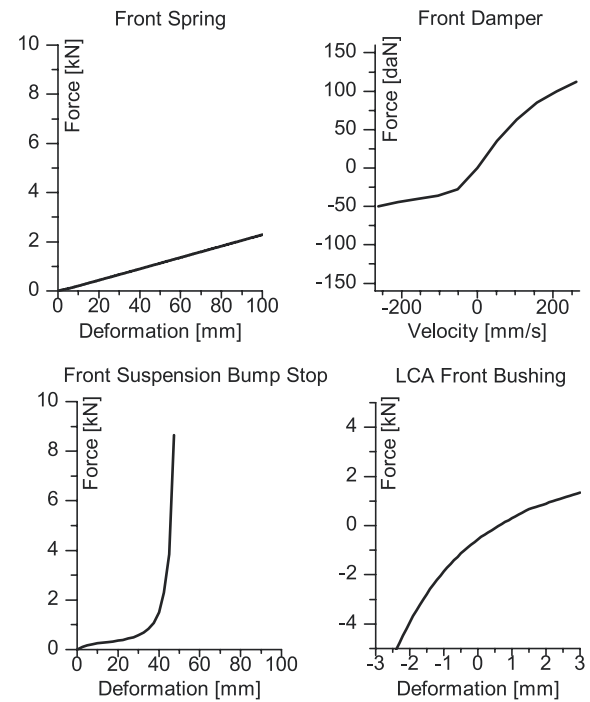 Front Spring
Force [kN]
10
8
6
4
2
0
0 20 40 60 80 100
Deformation [mm]
Front Damper
Force [daN]
150
100
50
0
-50
-100
-150
-200 0 200
Velocity [mm/s]
Front Suspension Bump Stop
Force [kN]
10
8
6
4
2
0
0 20 40 60 80 100
Deformation [mm]
LCA Front Bushing
Force [kN]
4
2
0
-2
-4
-3 -2 -1 0 1 2 3
Deformation [mm]